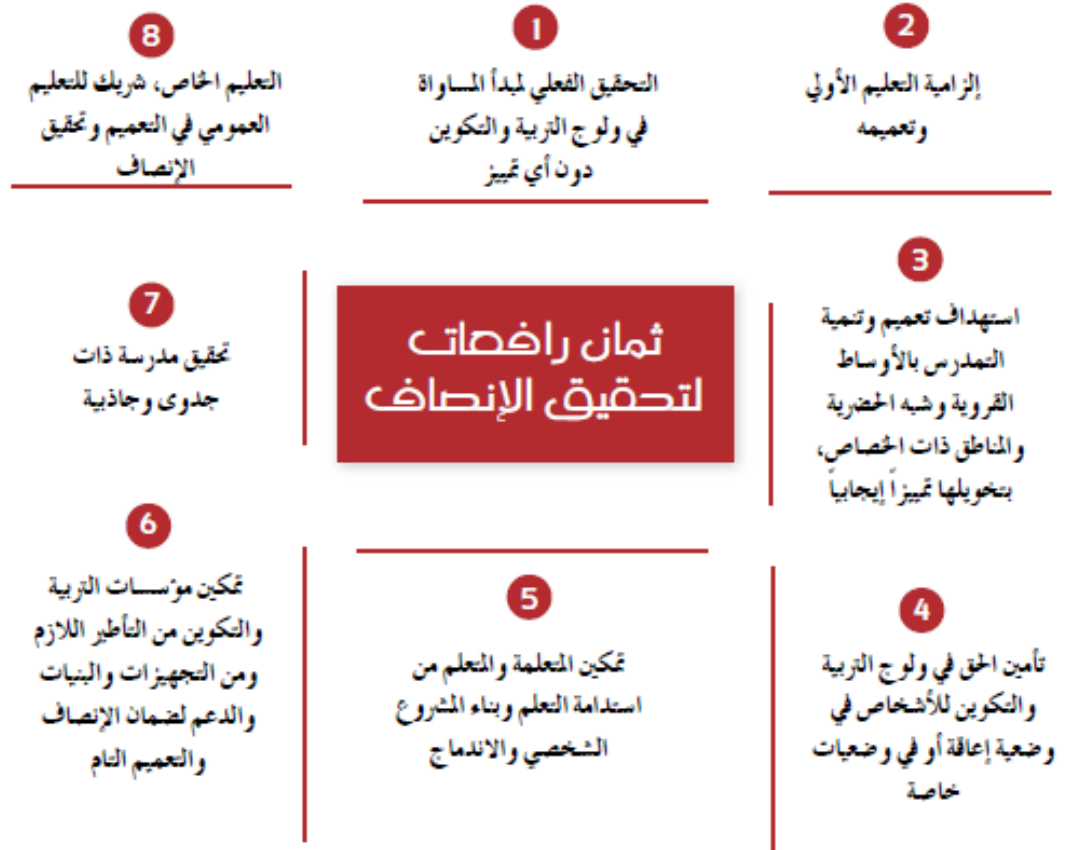 ثمان رافعات
لتحقيق الإنصاف
1
التحقيق الفعلي لمبدأ المساواة
في ولوج التربية والتكوين
دون أي تمييز
2
إلزامية التعليم الأولي
وتعميمه
3
استهداف تعميم وتنمية
التمدرس بالأوساط
القروية وشبه الحضرية
والمناطق ذات الخصاص،
بتخويلها تمييزاً إيجابياً
4
تأمين الحق في ولوج التربية
والتكوين للأشخاص في
وضعية إعاقة أو في وضعيات
خاصة
5
تمكين المتعلمة والمتعلم من
استدامة التعلم وبناء المشروع
الشخصي والاندماج
6
تمكين مؤسسات التربية
والتكوين من التأطير اللازم
ومن التجهيزات والبنيات
والدعم لضمان الإنصاف
والتعميم التام
7
تحقيق مدرسة ذات
جدوى وجاذبية
8
التعليم الخاص، شريك للتعليم
العمومي في التعميم وتحقيق
الإنصاف